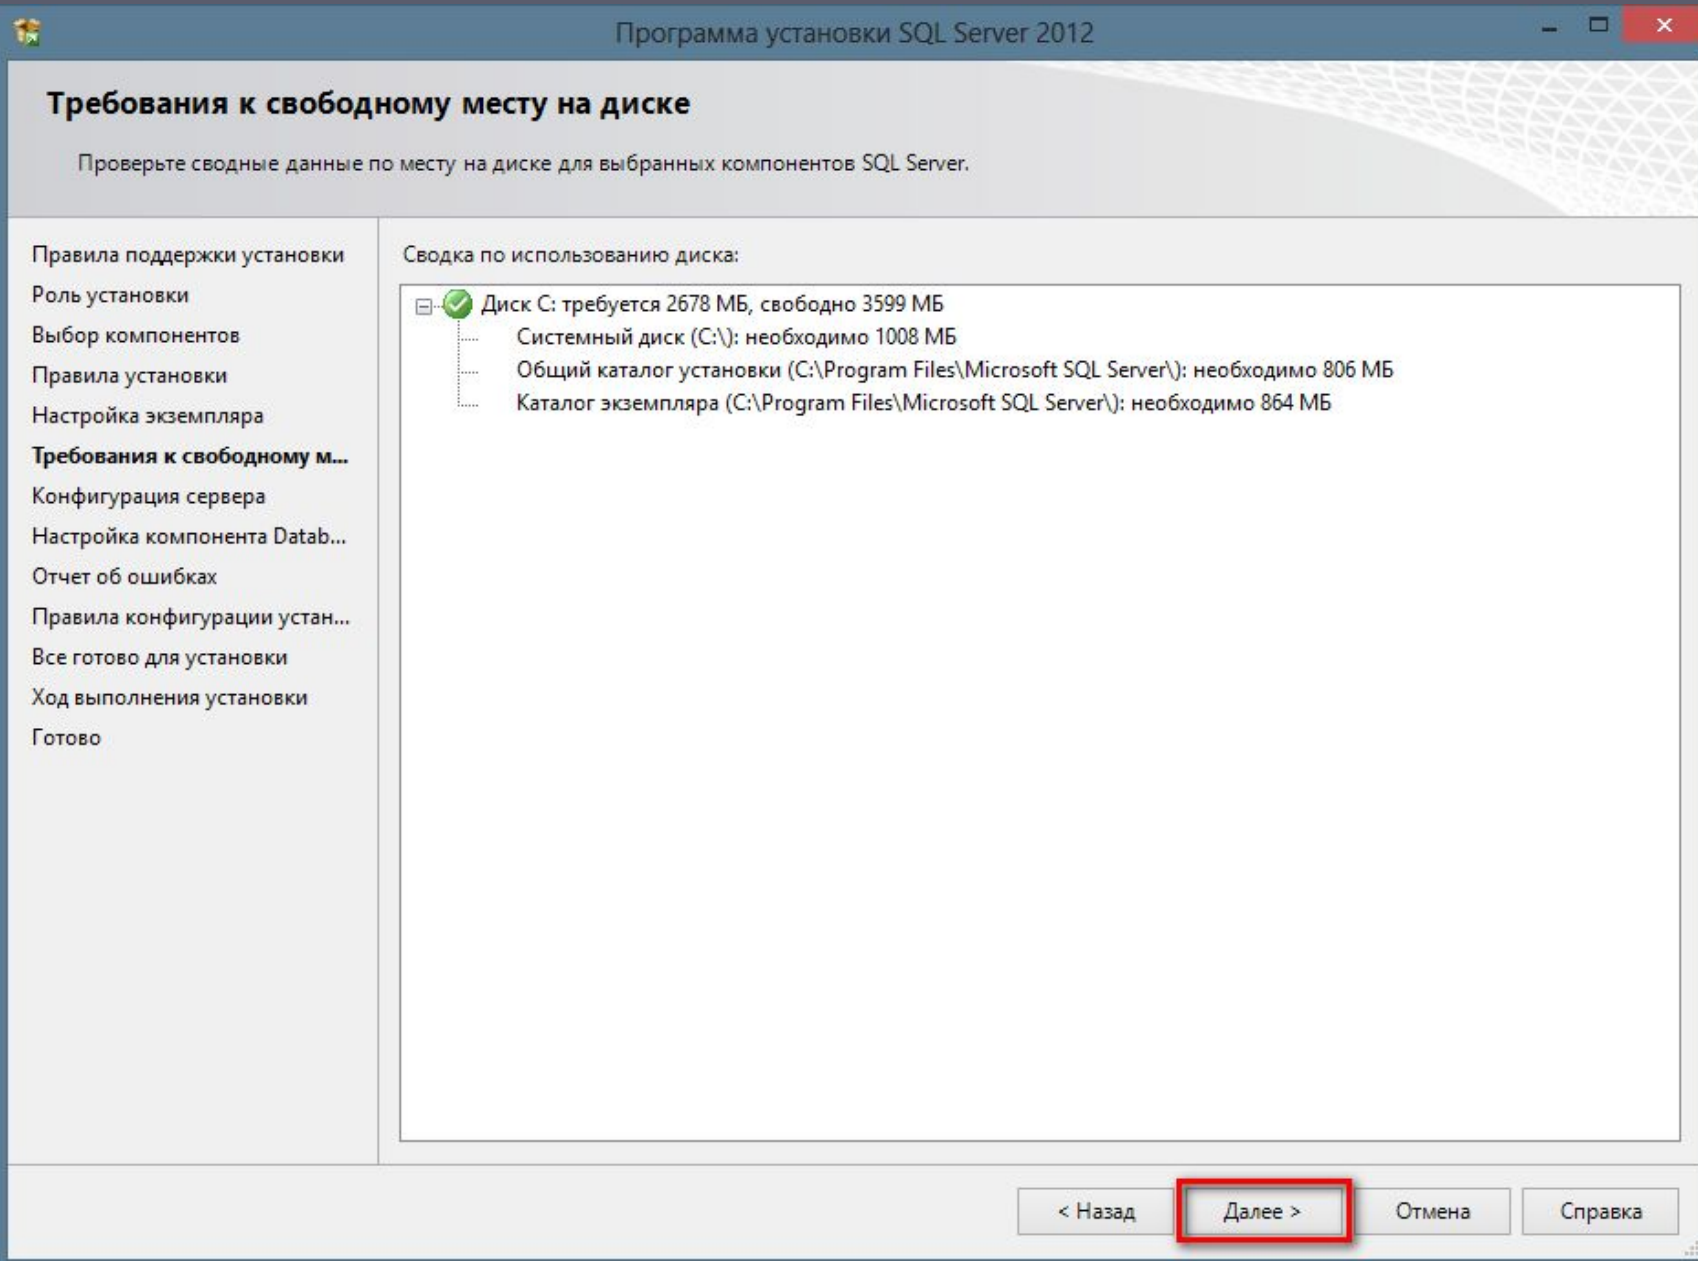 Программа установки SQL Server 2012
Требования к свободному месту на диске
Проверьте сводные данные по месту на диске для выбранных компонентов SQL Server.
Правила поддержки установки
Роль установки
Выбор компонентов
Правила установки
Настройка экземпляра
Требования к свободному м...
Конфигурация сервера
Настройка компонента Datab...
Отчет об ошибках
Правила конфигурации устан...
Все готово для установки
Ход выполнения установки
Готово
Сводка по использованию диска:
Диск C: требуется 2678 МБ, свободно 3599 МБ
Системный диск (C:\): необходимо 1008 МБ
Общий каталог установки (C:\Program Files\Microsoft SQL Server\): необходимо 806 МБ
Каталог экземпляра (C:\Program Files\Microsoft SQL Server\): необходимо 864 МБ
< Назад
Далее >
Отмена
Справка